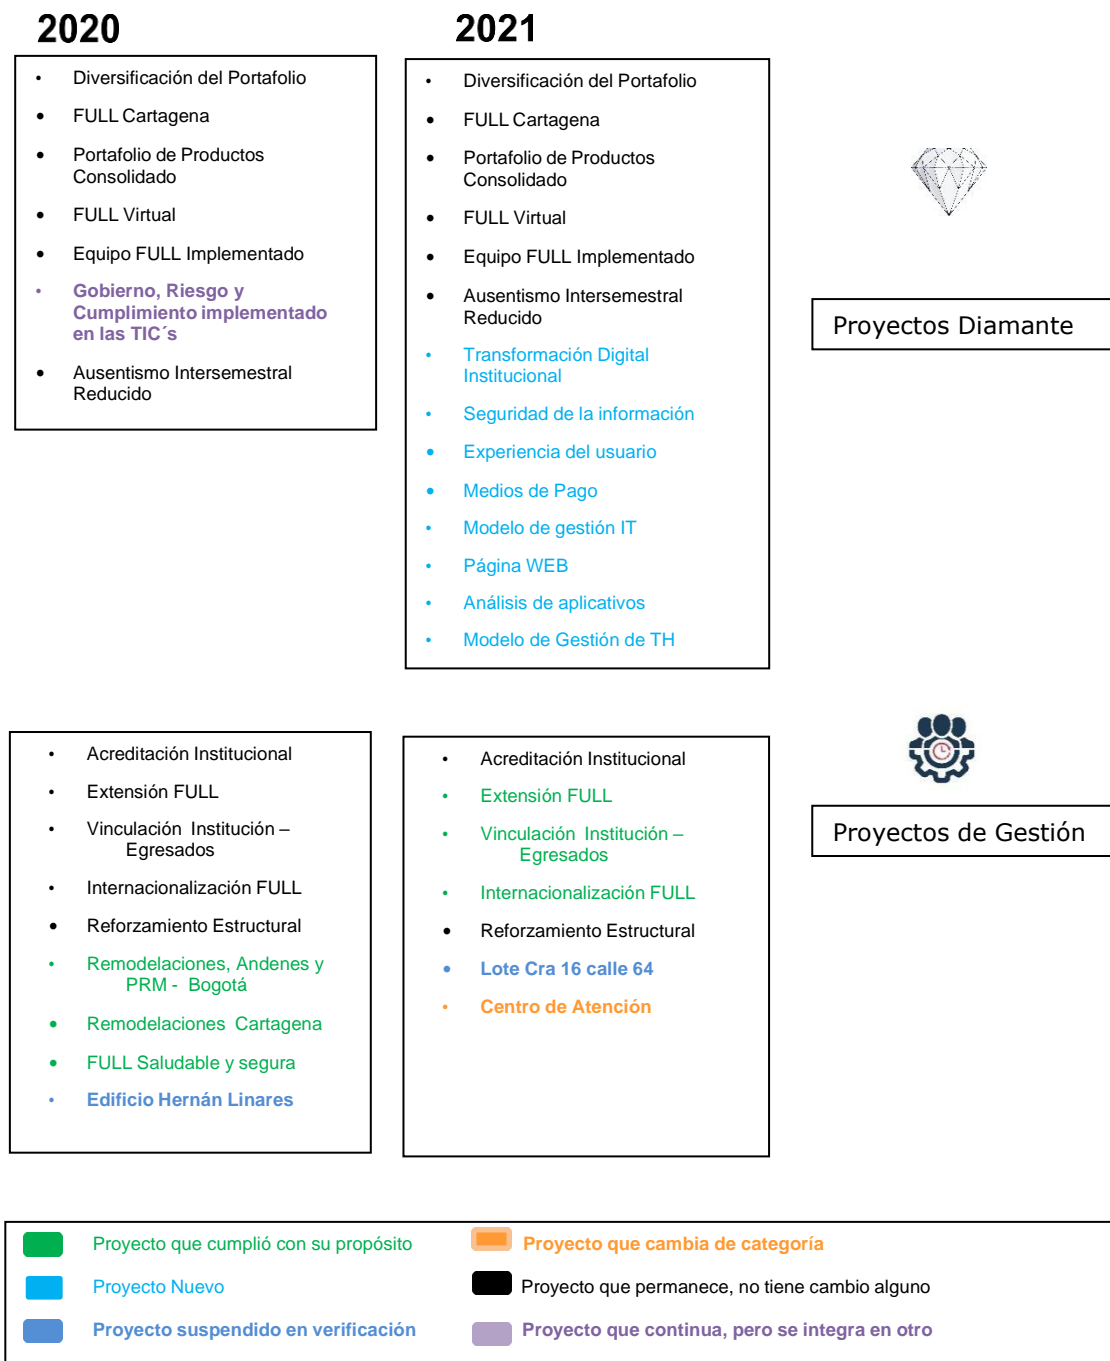 2020
• Diversificación del Portafolio
• FULL Cartagena
• Portafolio de Productos
Consolidado
• FULL Virtual
• Equipo FULL Implementado
• Gobierno, Riesgo y
Cumplimiento implementado
en las TIC´s
• Ausentismo Intersemestral
Reducido
2021
• Diversificación del Portafolio
• FULL Cartagena
• Portafolio de Productos
Consolidado
• FULL Virtual
• Equipo FULL Implementado
• Ausentismo Intersemestral
Reducido
• Transformación Digital
Institucional
• Seguridad de la información
• Experiencia del usuario
• Medios de Pago
• Modelo de gestión IT
• Página WEB
• Análisis de aplicativos
• Modelo de Gestión de TH
Proyectos Diamante
• Acreditación Institucional
• Extensión FULL
• Vinculación Institución –
Egresados
• Internacionalización FULL
• Reforzamiento Estructural
• Remodelaciones, Andenes y
PRM - Bogotá
• Remodelaciones Cartagena
• FULL Saludable y segura
• Edificio Hernán Linares
• Acreditación Institucional
• Extensión FULL
• Vinculación Institución –
Egresados
• Internacionalización FULL
• Reforzamiento Estructural
• Lote Cra 16 calle 64
• Centro de Atención
Proyectos de Gestión
Proyecto que cumplió con su propósito
Proyecto que cambia de categoría
Proyecto Nuevo
Proyecto que permanece, no tiene cambio alguno
Proyecto suspendido en verificación
Proyecto que continua, pero se integra en otro